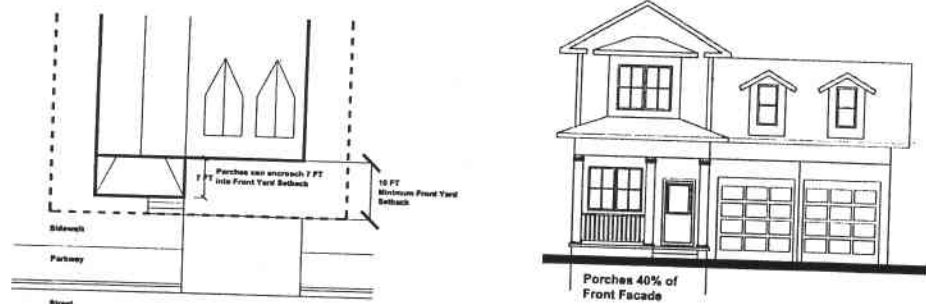 7 FT
Porches can encroach 7 FT
into Front Yard Setback
10 FT
Minimum Front Yard
Setback
Sidewalk
Parkway
Street
Porches 40% of
Front Facade